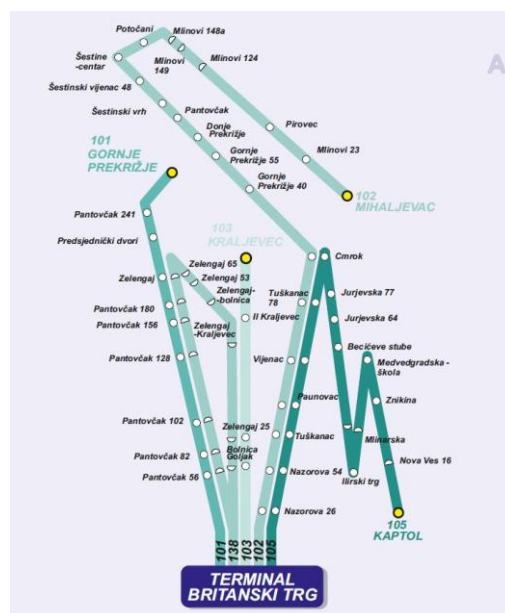 Potočani
Mlinovi 148a
Šestine
-centar
Mlinovi
149
Mlinovi 124
A
Šestinski vijenac 48
Šestinski vrh
Pantovčak
Donje
Prekrižje
Pirovec
Mlinovi 23
101
GORNJE
PREKRIŽJE
Gornje
Prekrižje 55
Gornje
Prekrižje 40
102
MIHALJEVAC
Pantovčak 241
Predsjednički dvori
103
KRALJEVEC
Cmrok
Zelengaj
Zelengaj 65
Zelengaj 53
Zelengaj-
-bolnica
Tuškanac
78
Jurjevska 77
Pantovčak 180
Pantovčak 156
Zelengaj
-Kraljevec
II Kraljevec
Jurjevska 64
Becićeve stube
Pantovčak 128
Vijenac
Medvedgradska -
škola
Paunovac
Znikina
Pantovčak 102
Zelengaj 25
Tuškanac
Mlinarska
Pantovčak 82
Bolnica
Goljak
Pantovčak 56
Nazorova 54
Ilirski trg
Nova Ves 16
Nazorova 26
105
KAPTOL
101
138
103
102
105
TERMINAL
BRITANSKI TRG